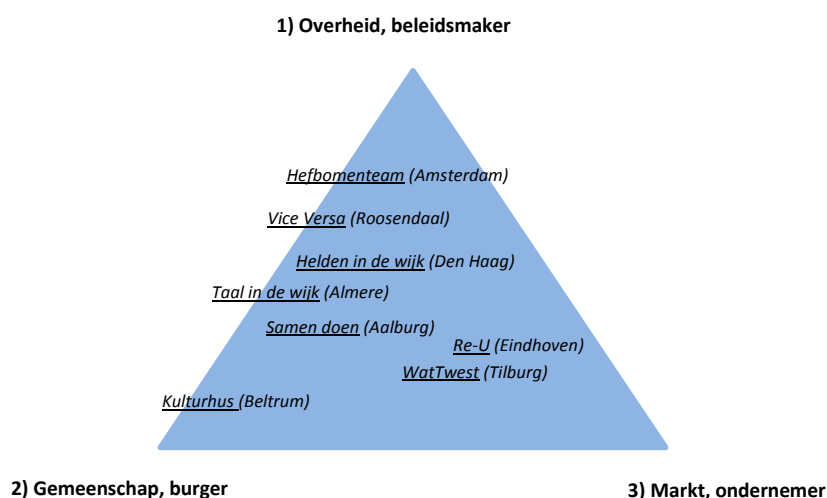 1) Overheid, beleidsmaker
Hefbomenteam (Amsterdam)
Vice Versa (Roosendaal)
Helden in de wijk (Den Haag)
Taal in de wijk (Almere)
Samen doen (Aalburg)
Re-U (Eindhoven)
WatTwest (Tilburg)
Kulturhus (Beltrum)
2) Gemeenschap, burger
3) Markt, ondernemer